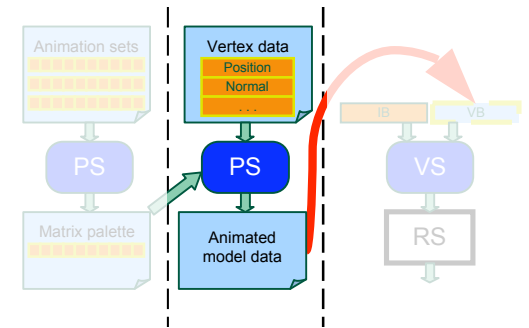 Animation sets
PS
Matrix palette
Vertex data
Position
Normal
. . .
PS
Animated
model data
IB
VB
VS
RS